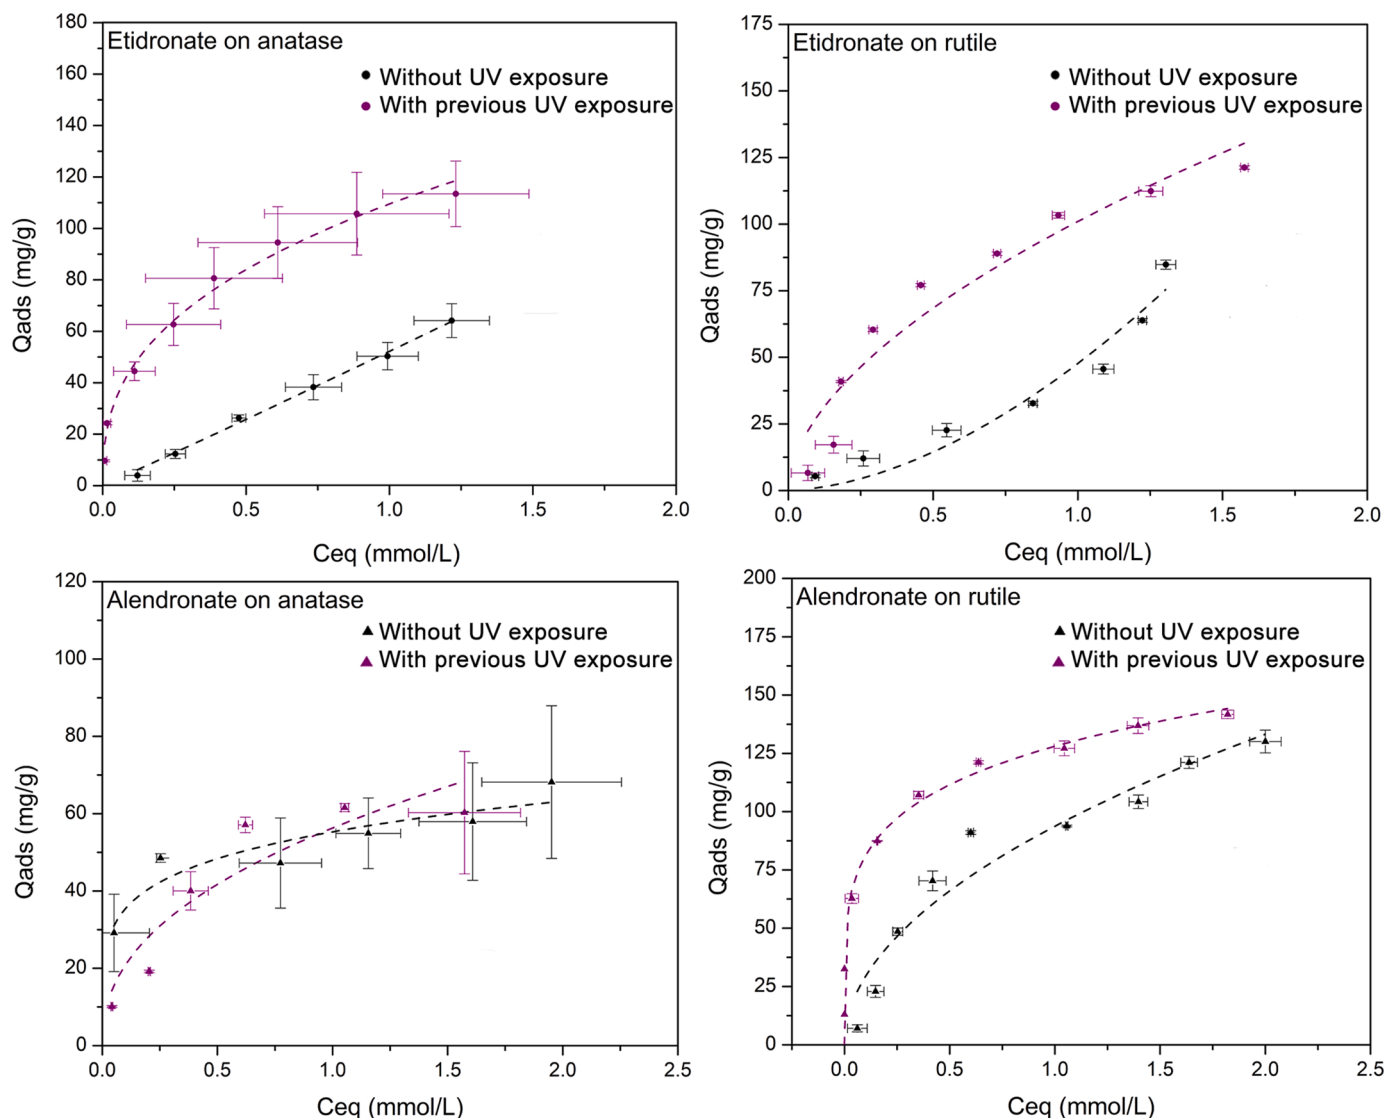 Etidronate on anatase
Without UV exposure
With previous UV exposure
180
160
140
120
100
80
60
40
20
0
Qads (mg/g)
0.0 0.5 1.0 1.5 2.0
Ceq (mmol/L)
Etidronate on rutile
Without UV exposure
With previous UV exposure
175
150
125
100
75
50
25
0
Qads (mg/g)
0.0 0.5 1.0 1.5 2.0
Ceq (mmol/L)
Alendronate on anatase
Without UV exposure
With previous UV exposure
120
100
80
60
40
20
0
Qads (mg/g)
0.0 0.5 1.0 1.5 2.0 2.5
Ceq (mmol/L)
Alendronate on rutile
Without UV exposure
With previous UV exposure
200
175
150
125
100
75
50
25
0
Qads (mg/g)
0.0 0.5 1.0 1.5 2.0 2.5
Ceq (mmol/L)